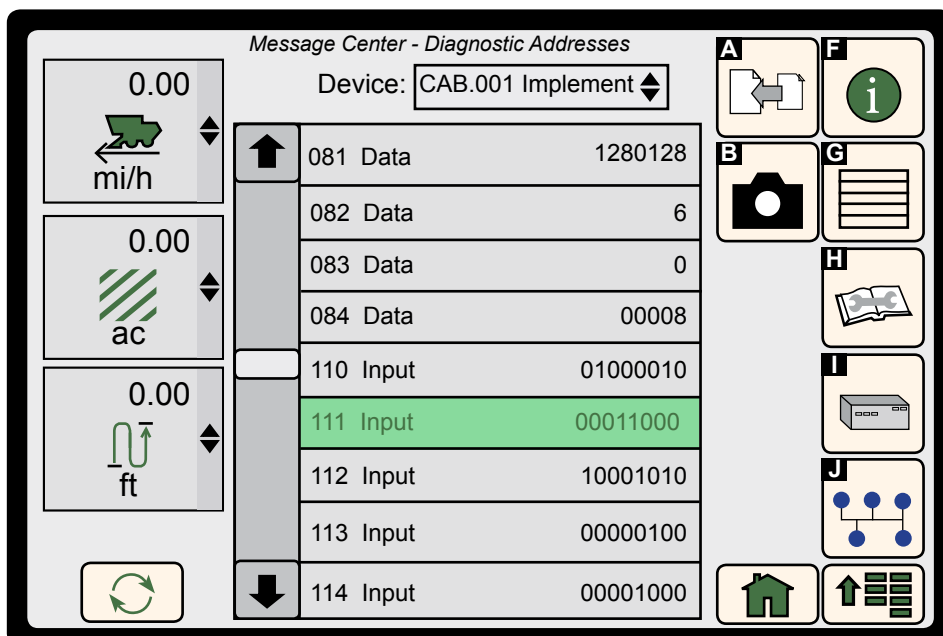 Message Center - Diagnostic Addresses
Device: CAB.001 Implement
0.00
mi/h
0.00
ac
0.00
ft
081 Data 1280128
082 Data 6
083 Data 0
084 Data 00008
110 Input 01000010
111 Input 00011000
112 Input 10001010
113 Input 00000100
114 Input 00001000
A
F
i
B
G
H
I
J